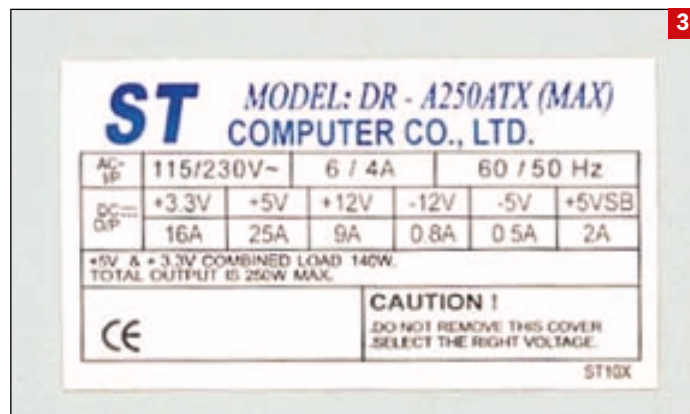 3
ST MODEL: DR - A250ATX (MAX)
COMPUTER CO., LTD.
AC- I/P 115/230V~ 6 / 4A 60 / 50 Hz
DC O/P +3.3V +5V +12V -12V -5V +5VSB
16A 25A 9A 0.8A 0.5A 2A
+5V & +3.3V COMBINED LOAD 140W.
TOTAL OUTPUT IS 250W MAX.
CE
CAUTION !
.DO NOT REMOVE THIS COVER
.SELECT THE RIGHT VOLTAGE.
ST10X